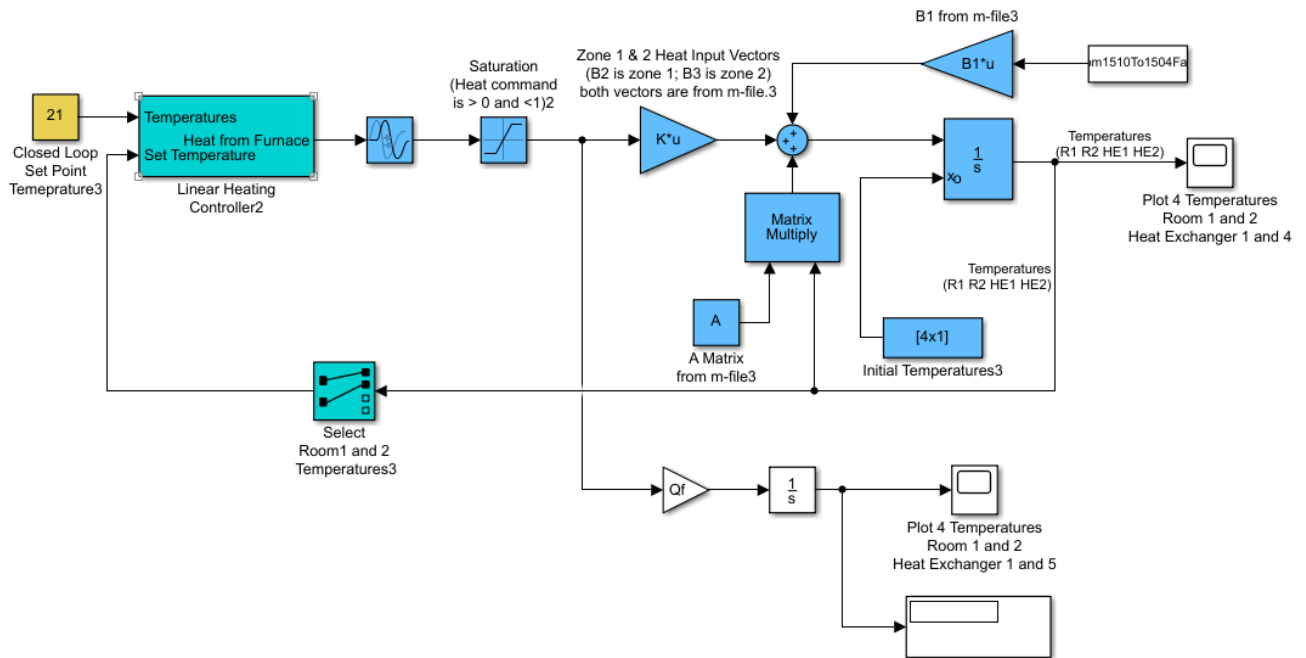 B1 from m-file3
B1*u
m1510To1504Fa
Zone 1 & 2 Heat Input Vectors
(B2 is zone 1; B3 is zone 2)
both vectors are from m-file.3
K*u
Saturation
(Heat command
is > 0 and <1)2
21
Closed Loop
Set Point
Temeprature3
Temperatures
Heat from Furnace
Set Temperature
Linear Heating
Controller2
+
+
+
1
s
xo
Temperatures
(R1 R2 HE1 HE2)
Plot 4 Temperatures
Room 1 and 2
Heat Exchanger 1 and 4
Matrix
Multiply
Temperatures
(R1 R2 HE1 HE2)
A
A Matrix
from m-file3
[4x1]
Initial Temperatures3
Select
Room1 and 2
Temperatures3
Qf
1
s
Plot 4 Temperatures
Room 1 and 2
Heat Exchanger 1 and 5